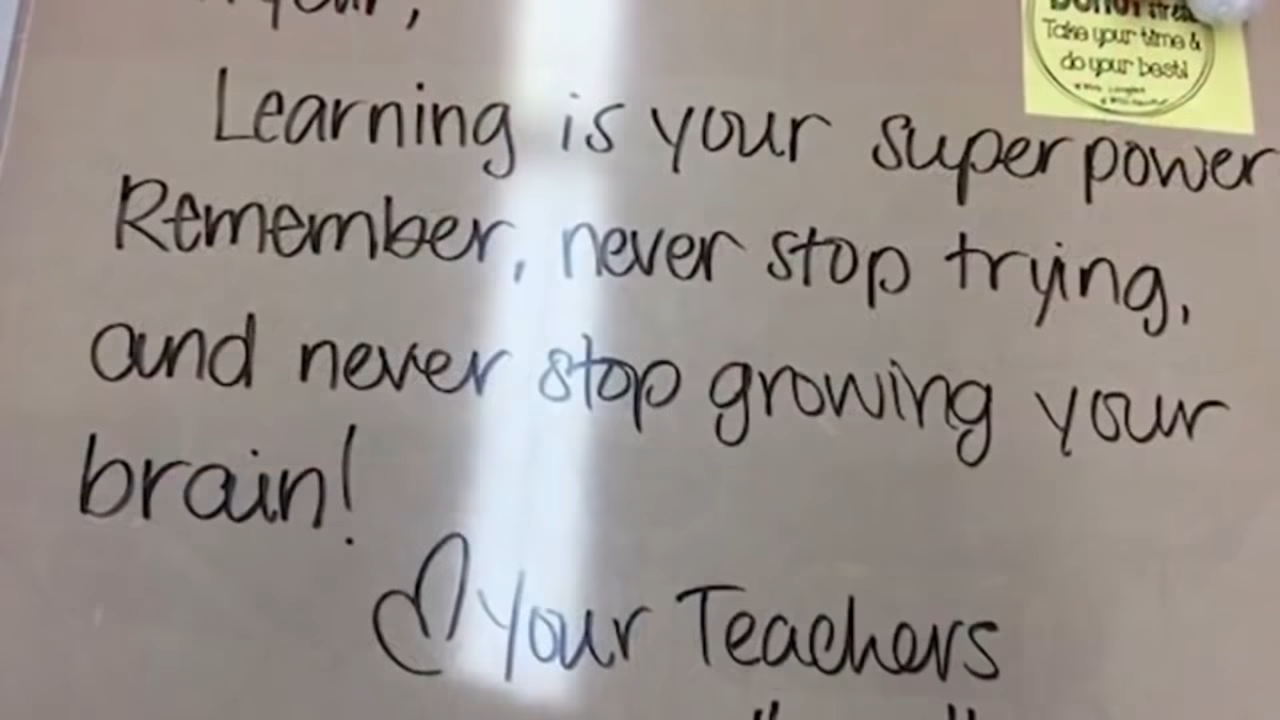 Learning is your superpower
Remember, never stop trying,
and never stop growing your
brain!
Your Teachers
Take your time &
do your best!